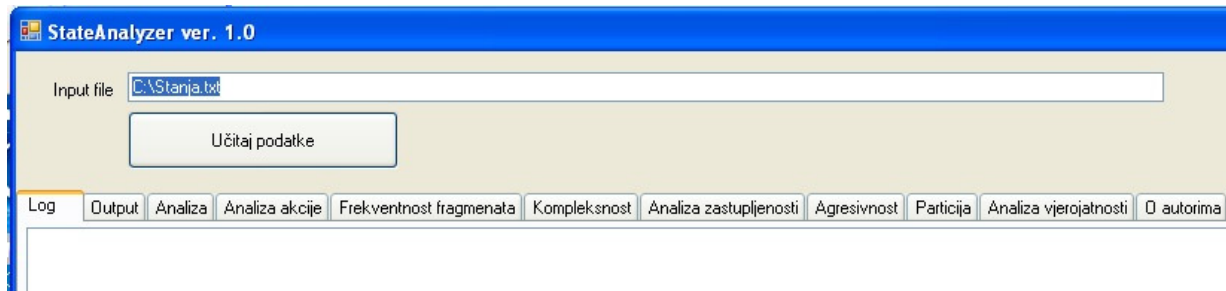 StateAnalyzer ver. 1.0
Input file C:\Stanja.txt
Učitaj podatke
Log Output Analiza Analiza akcije Frekventnost fragmenata Kompleksnost Analiza zastupljenosti Agresivnost Particija Analiza vjerojatnosti O autorima